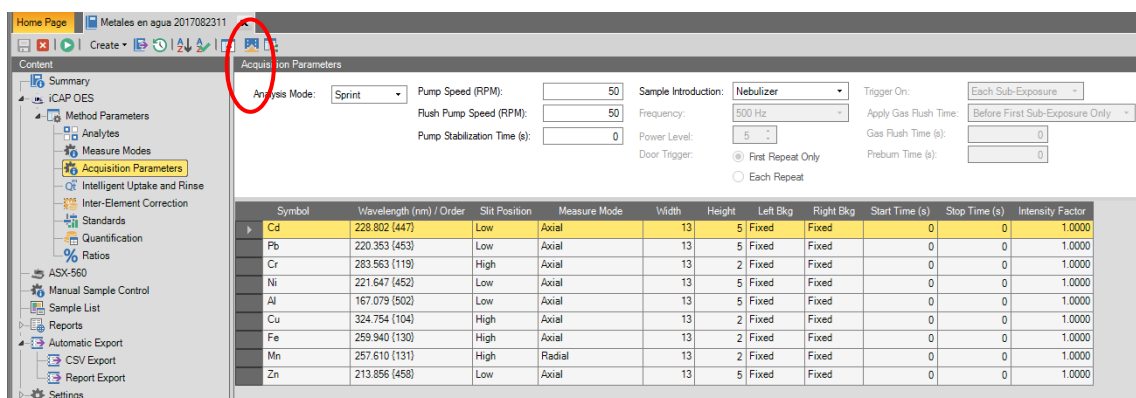 Home Page Metales en agua 2017082311
Create
Content
Summary
iCAP OES
Method Parameters
Analytes
Measure Modes
Acquisition Parameters
Intelligent Uptake and Rinse
Inter-Element Correction
Standards
Quantification
Ratios
ASX-560
Manual Sample Control
Sample List
Reports
Automatic Export
CSV Export
Report Export
Settings
Acquisition Parameters
Analysis Mode: Sprint Pump Speed (RPM): 50 Sample Introduction: Nebulizer Trigger On: Each Sub-Exposure
Flush Pump Speed (RPM): 50 Frequency: 500 Hz Apply Gas Flush Time: Before First Sub-Exposure Only
Pump Stabilization Time (s): 0 Power Level: 5 Gas Flush Time (s): 0
Door Trigger: First Repeat Only Preburn Time (s): 0
Each Repeat
Symbol Wavelength (nm) / Order Slit Position Measure Mode Width Height Left Bkg Right Bkg Start Time (s) Stop Time (s) Intensity Factor
Cd 228.802 {447} Low Axial 13 5 Fixed Fixed 0 0 1.0000
Pb 220.353 {453} Low Axial 13 5 Fixed Fixed 0 0 1.0000
Cr 283.563 {119} High Axial 13 2 Fixed Fixed 0 0 1.0000
Ni 221.647 {452} Low Axial 13 5 Fixed Fixed 0 0 1.0000
Al 167.079 {502} Low Axial 13 5 Fixed Fixed 0 0 1.0000
Cu 324.754 {104} High Axial 13 2 Fixed Fixed 0 0 1.0000
Fe 259.940 {130} High Axial 13 2 Fixed Fixed 0 0 1.0000
Mn 257.610 {131} High Radial 13 2 Fixed Fixed 0 0 1.0000
Zn 213.856 {458} Low Axial 13 5 Fixed Fixed 0 0 1.0000